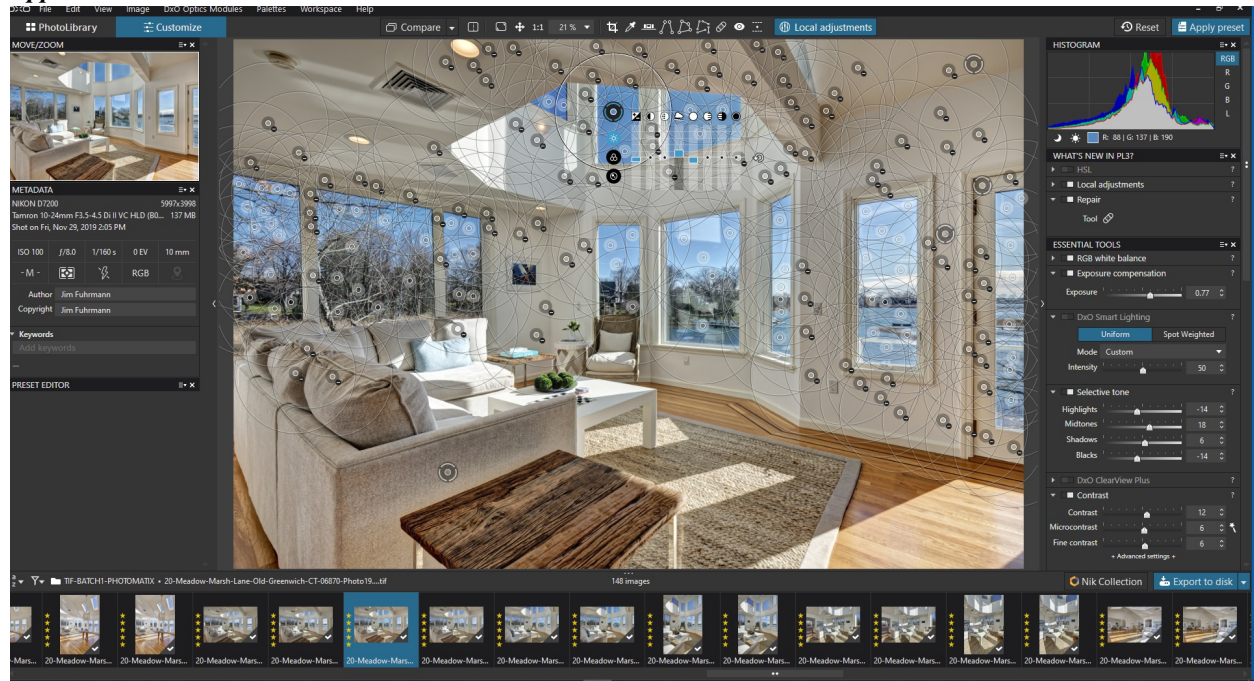 DxO File Edit View Image DxO Optics Modules Palettes Workspace Help
PhotoLibrary Customize Compare 1:1 21 % Local adjustments Reset Apply preset
MOVE/ZOOM
METADATA
NIKON D7200 5997x3998
Tamron 10-24mm F3.5-4.5 Di II VC HLD (B0... 137 MB
Shot on Fri, Nov 29, 2019 2:05 PM
ISO 100 ƒ/8.0 1/160 s 0 EV 10 mm
- M - RGB
Author Jim Fuhrmann
Copyright Jim Fuhrmann
Keywords
Add keywords
PRESET EDITOR
HISTOGRAM
RGB
R
G
B
L
R: 88 | G: 137 | B: 190
WHAT'S NEW IN PL3?
HSL ?
Local adjustments ?
Repair ?
Tool
ESSENTIAL TOOLS
RGB white balance ?
Exposure compensation ?
Exposure 0.77
DxO Smart Lighting ?
Uniform Spot Weighted
Mode Custom
Intensity 50
Selective tone ?
Highlights -14
Midtones 18
Shadows 6
Blacks -14
DxO ClearView Plus ?
Contrast ?
Contrast 12
Microcontrast 6
Fine contrast 6
+ Advanced settings +
TIF-BATCH1-PHOTOMATIX • 20-Meadow-Marsh-Lane-Old-Greenwich-CT-06870-Photo19....tif 148 images Nik Collection Export to disk
-Mars... 20-Meadow-Mars... 20-Meadow-Mars... 20-Meadow-Mars... 20-Meadow-Mars... 20-Meadow-Mars... 20-Meadow-Mars... 20-Meadow-Mars... 20-Meadow-Mars... 20-Meadow-Mars... 20-Meadow-Mars... 20-Meadow-Mars... 20-Meadow-Mars... 20-Meadow-Mars... 20-Meadow-Mars... 20-Meadow-Mars... 20-Meadow-Mars...